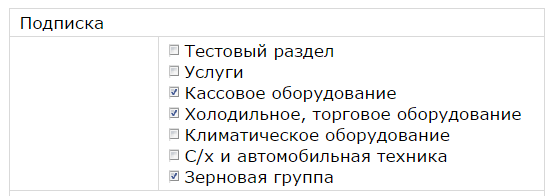 Подписка
Тестовый раздел
Услуги
Кассовое оборудование
Холодильное, торговое оборудование
Климатическое оборудование
С/х и автомобильная техника
Зерновая группа